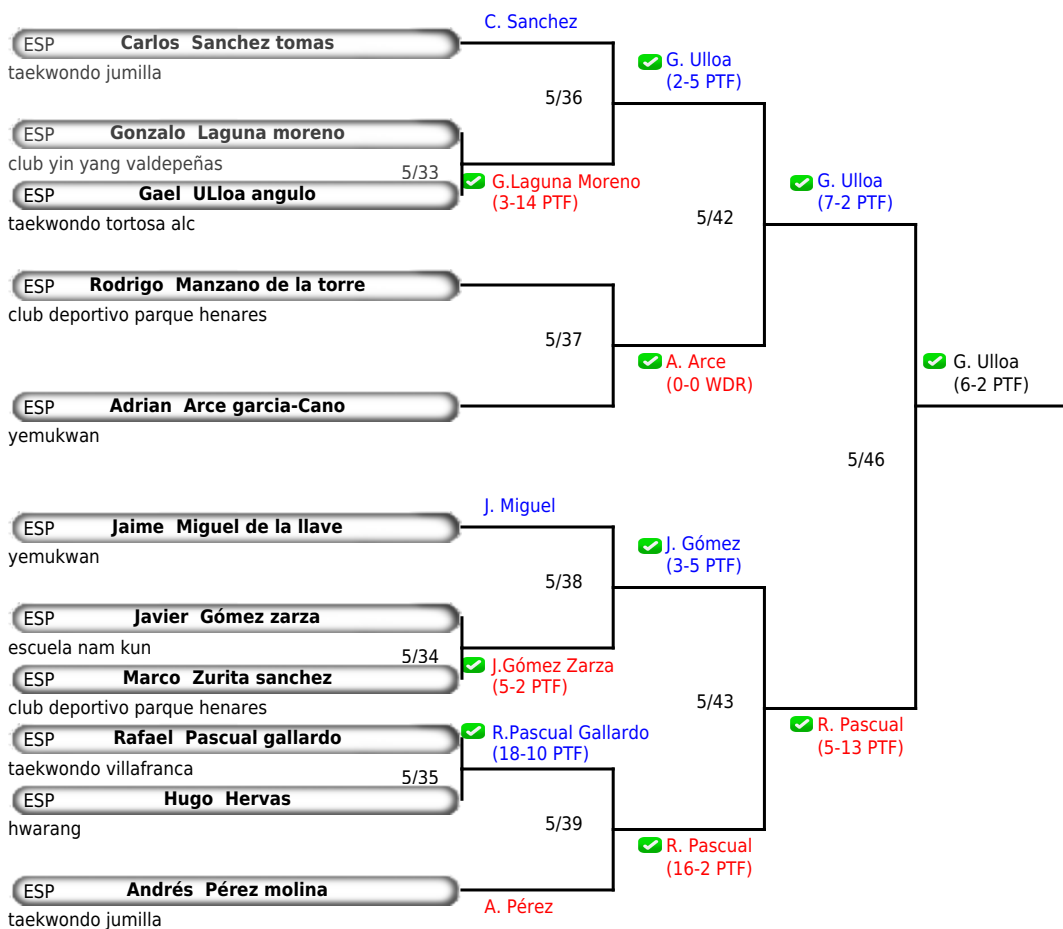 C. Sanchez
ESP Carlos Sanchez tomas
taekwondo jumilla
G. Ulloa
(2-5 PTF)
5/36
ESP Gonzalo Laguna moreno
club yin yang valdepeñas
5/33
G.Laguna Moreno
(3-14 PTF)
ESP Gael ULloa angulo
taekwondo tortosa alc
G. Ulloa
(7-2 PTF)
5/42
ESP Rodrigo Manzano de la torre
club deportivo parque henares
5/37
A. Arce
(0-0 WDR)
G. Ulloa
(6-2 PTF)
ESP Adrian Arce garcia-Cano
yemukwan
5/46
J. Miguel
ESP Jaime Miguel de la llave
yemukwan
J. Gómez
(3-5 PTF)
5/38
ESP Javier Gómez zarza
escuela nam kun
5/34
J.Gómez Zarza
(5-2 PTF)
ESP Marco Zurita sanchez
club deportivo parque henares
5/43
R. Pascual
(5-13 PTF)
ESP Rafael Pascual gallardo
R.Pascual Gallardo
(18-10 PTF)
taekwondo villafranca
5/35
ESP Hugo Hervas
hwarang
5/39
R. Pascual
(16-2 PTF)
ESP Andrés Pérez molina
A. Pérez
taekwondo jumilla